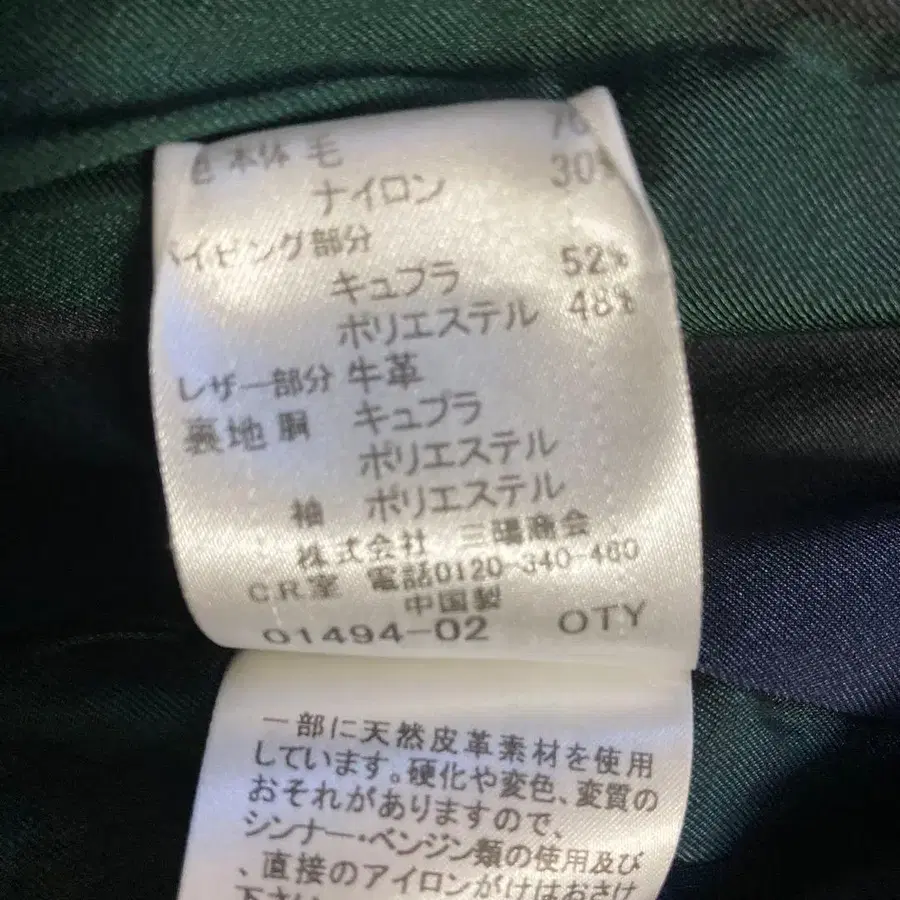 色 本体 毛
ナイロン 30%
パイピング部分
キュプラ 52%
ポリエステル 48%
レザー部分 牛革
裏地 胴 キュプラ
ポリエステル
袖 ポリエステル
株式会社 三陽商会
C.R室 電話0120-340-460
中国製
01494-02 OTY
一部に天然皮革素材を使用
しています。硬化や変色、変質の
おそれがありますので、
シンナー・ベンジン類の使用及び
、直接のアイロンがけはおさけ
下さい